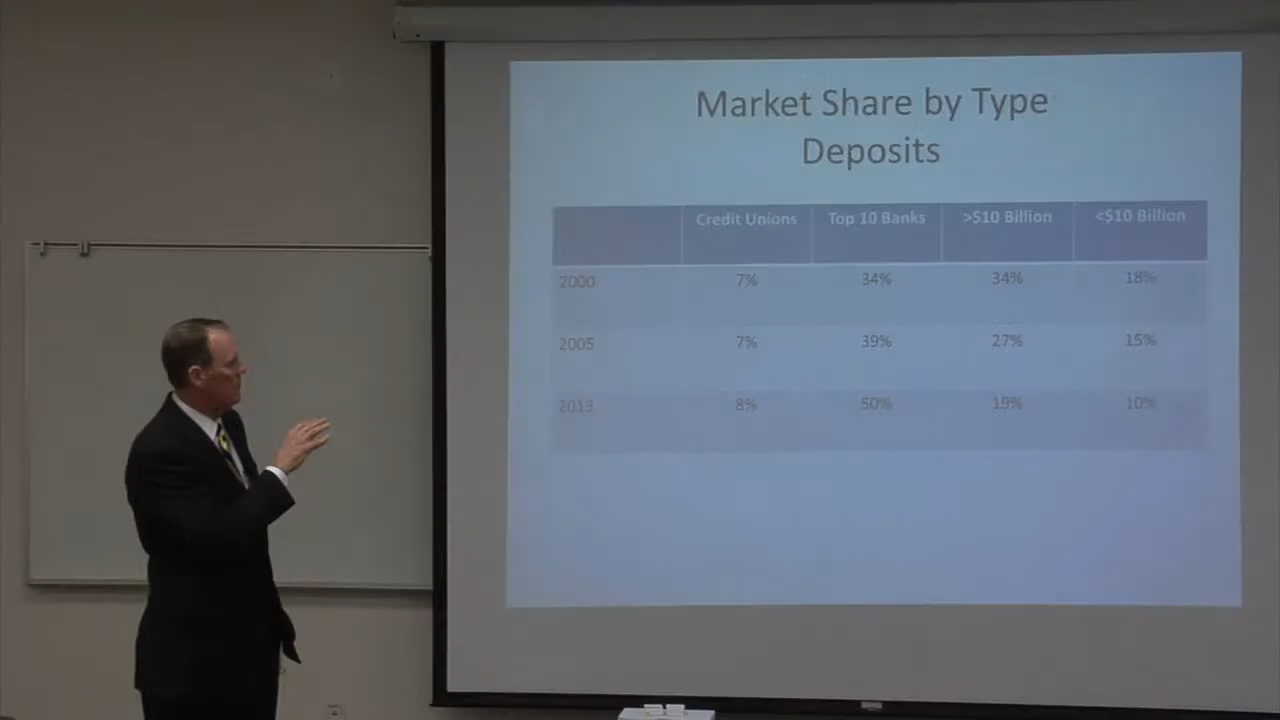 Market Share by Type
Deposits
Credit Unions Top 10 Banks >$10 Billion <$10 Billion
2000 7% 34% 34% 18%
2005 7% 39% 27% 15%
2013 8% 50% 19% 10%